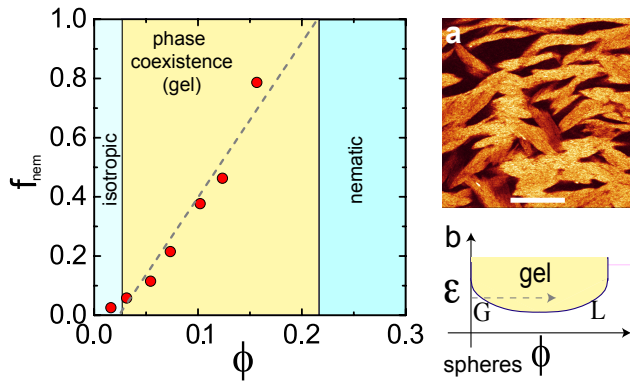 1.0
0.8
0.6
0.4
0.2
0.0
f_nem
isotropic
phase
coexistence
(gel)
nematic
0.0 0.1 0.2 0.3
ϕ
a
b
gel
ε
G L
spheres ϕ